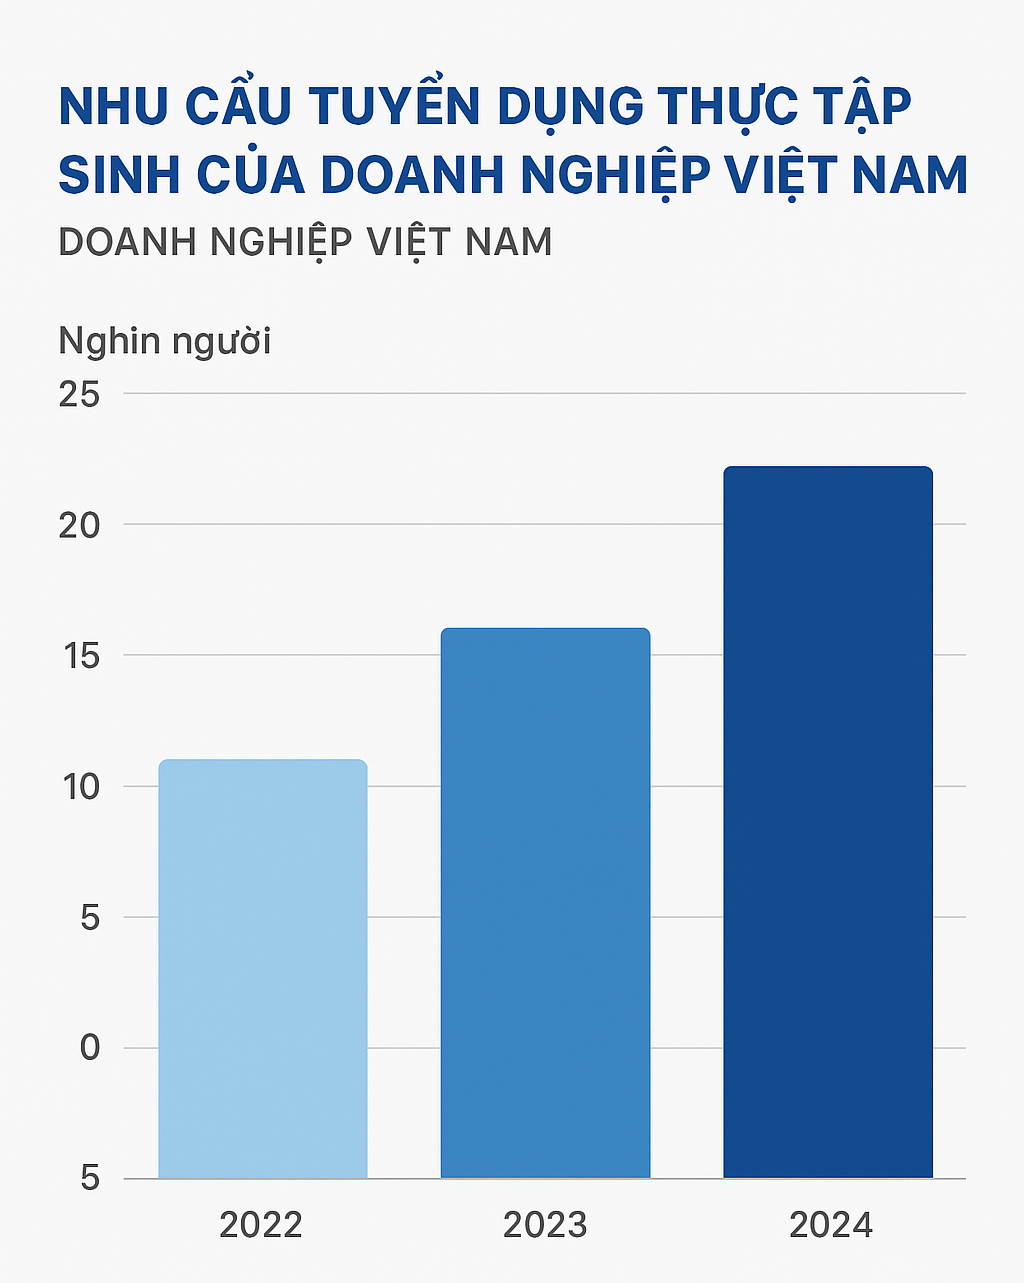 NHU CẨU TUYỂN DỤNG THỰC TẬP
SINH CỦA DOANH NGHIỆP VIỆT NAM
DOANH NGHIỆP VIỆT NAM
Nghin người
25
20
15
10
5
0
5
2022
2023
2024